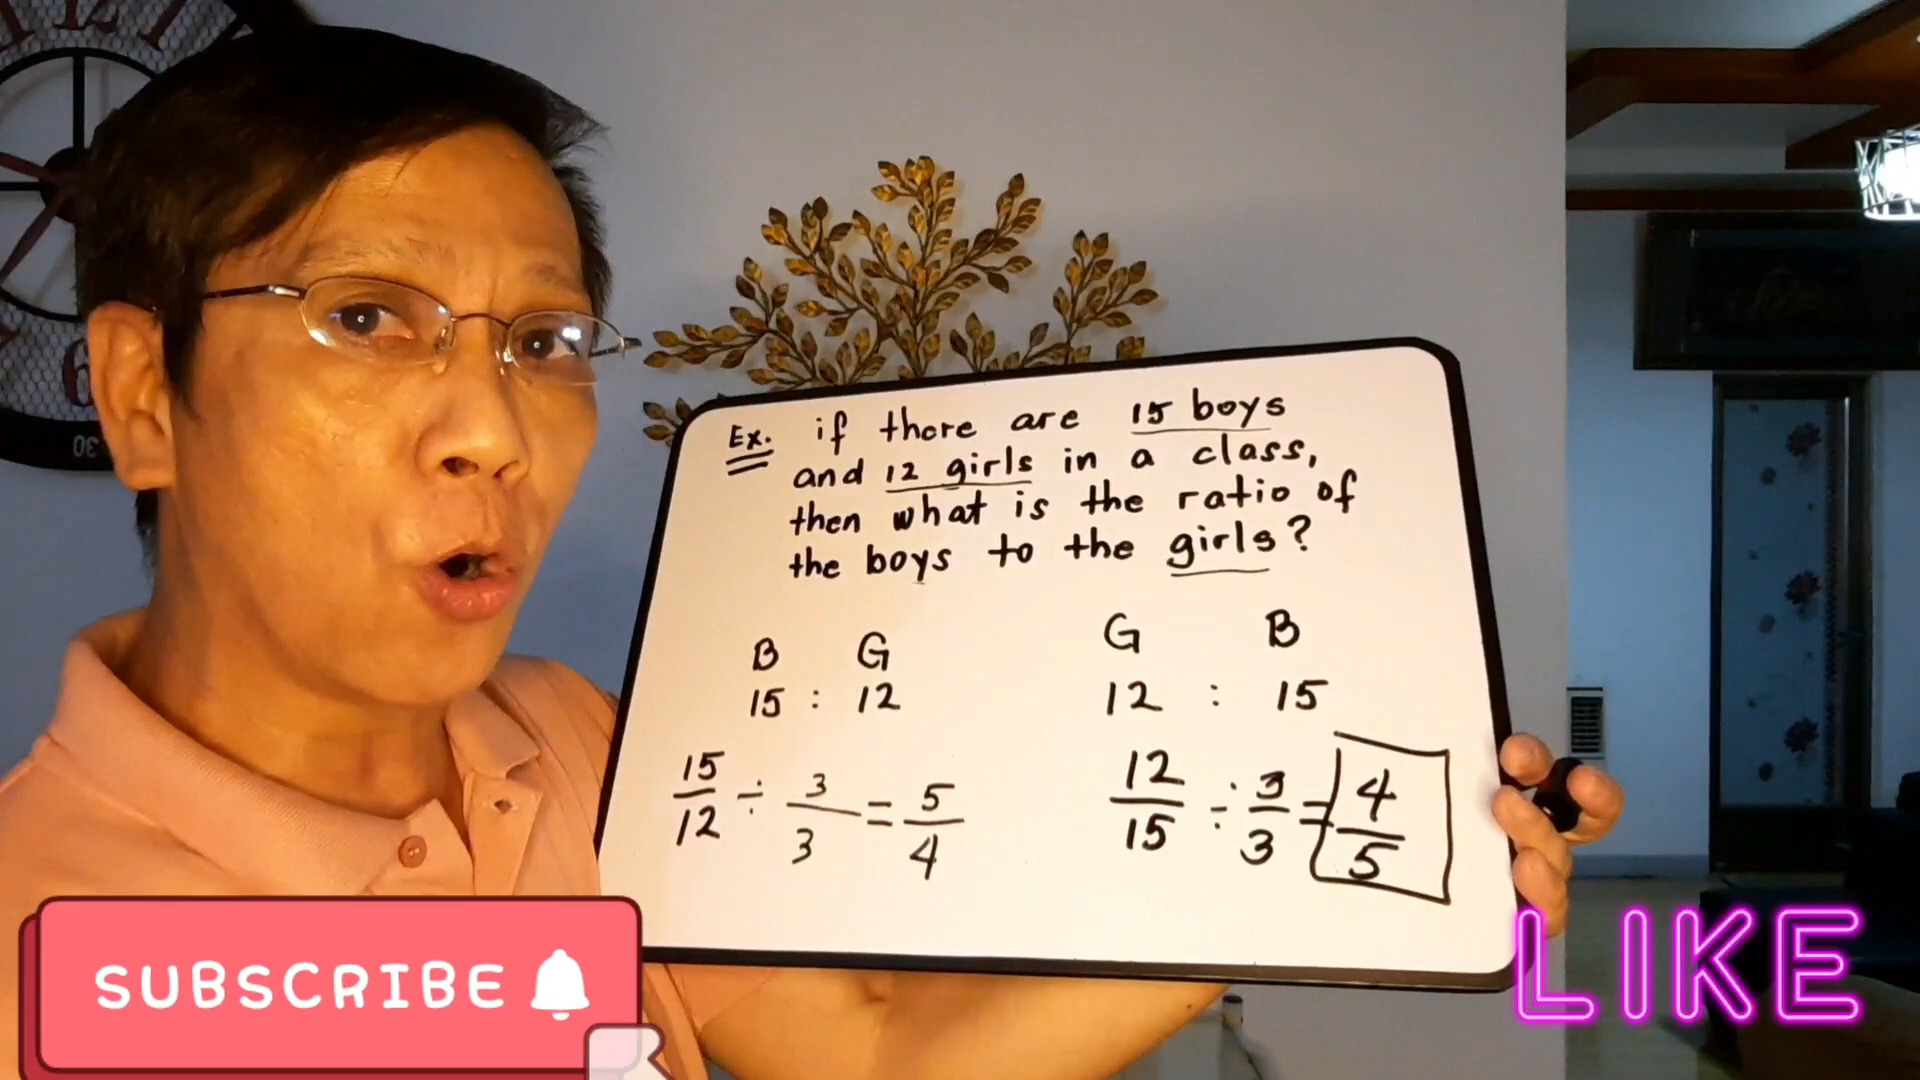 Ex. if there are 15 boys
and 12 girls in a class,
then what is the ratio of
the boys to the girls?
B G
15 : 12
15/12 ÷ 3/3 = 5/4
G B
12 : 15
12/15 ÷ 3/3 = 4/5
SUBSCRIBE
LIKE